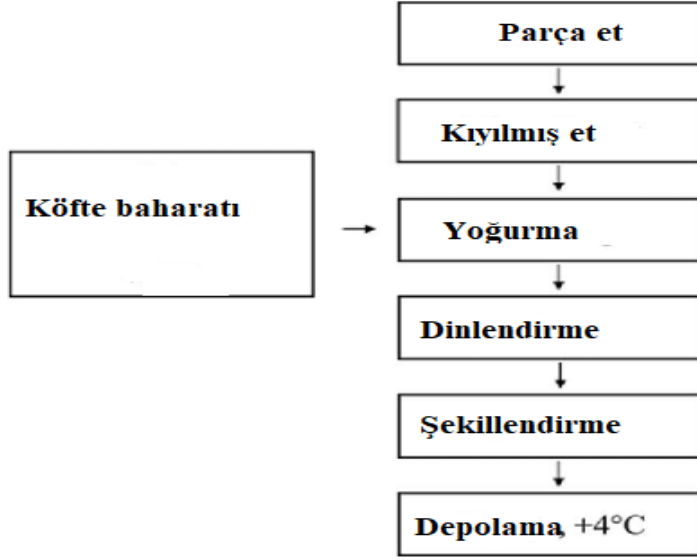 Parça et
Kıyılmış et
Köfte baharatı
Yoğurma
Dinlendirme
Şekillendirme
Depolama, +4°C